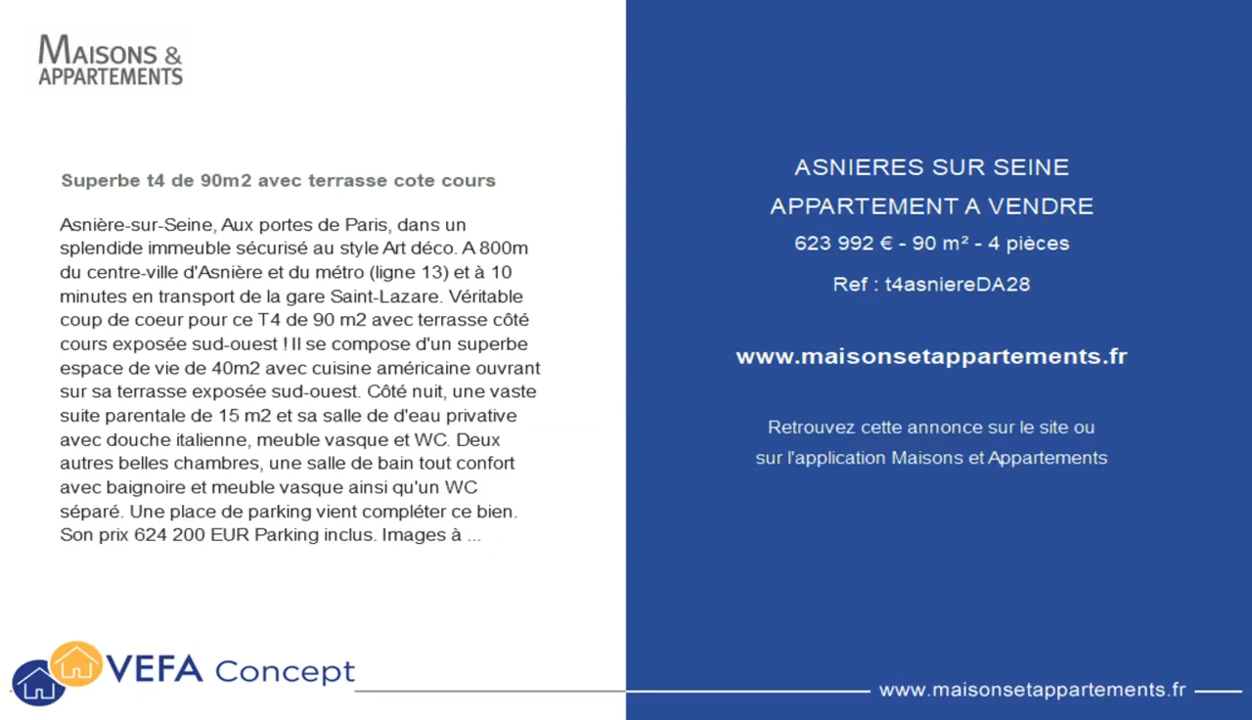 MAISONS &
APPARTEMENTS
Superbe t4 de 90m2 avec terrasse cote cours
Asnière-sur-Seine, Aux portes de Paris, dans un
splendide immeuble sécurisé au style Art déco. A 800m
du centre-ville d'Asnière et du métro (ligne 13) et à 10
minutes en transport de la gare Saint-Lazare. Véritable
coup de coeur pour ce T4 de 90 m2 avec terrasse côté
cours exposée sud-ouest ! Il se compose d'un superbe
espace de vie de 40m2 avec cuisine américaine ouvrant
sur sa terrasse exposée sud-ouest. Côté nuit, une vaste
suite parentale de 15 m2 et sa salle de d'eau privative
avec douche italienne, meuble vasque et WC. Deux
autres belles chambres, une salle de bain tout confort
avec baignoire et meuble vasque ainsi qu'un WC
séparé. Une place de parking vient compléter ce bien.
Son prix 624 200 EUR Parking inclus. Images à ...
VEFA Concept
ASNIERES SUR SEINE
APPARTEMENT A VENDRE
623 992 € - 90 m² - 4 pièces
Ref : t4asniereDA28
www.maisonsetappartements.fr
Retrouvez cette annonce sur le site ou
sur l'application Maisons et Appartements
www.maisonsetappartements.fr